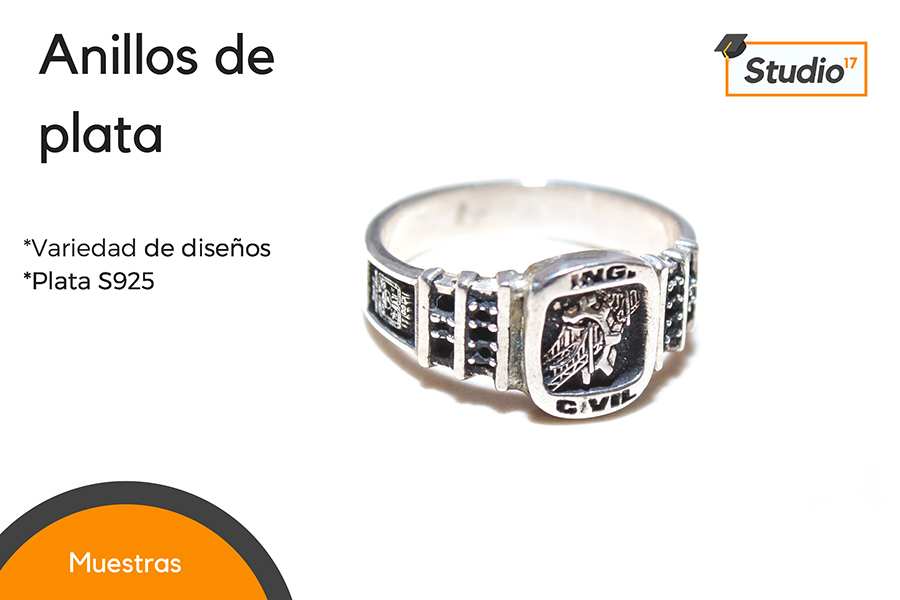 Anillos de
plata
Studio17
*Variedad de diseños
*Plata S925
ING.
CIVIL
Muestras